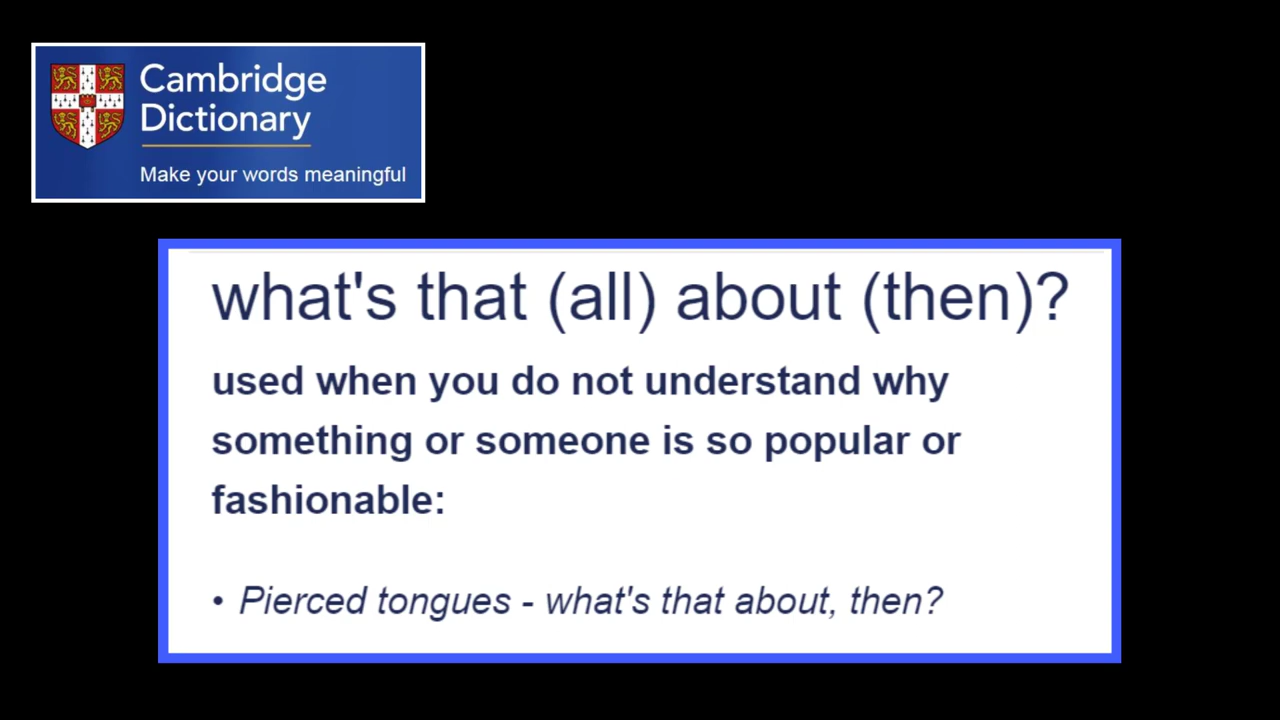 Cambridge
Dictionary
Make your words meaningful
what's that (all) about (then)?
used when you do not understand why
something or someone is so popular or
fashionable:
• Pierced tongues - what's that about, then?